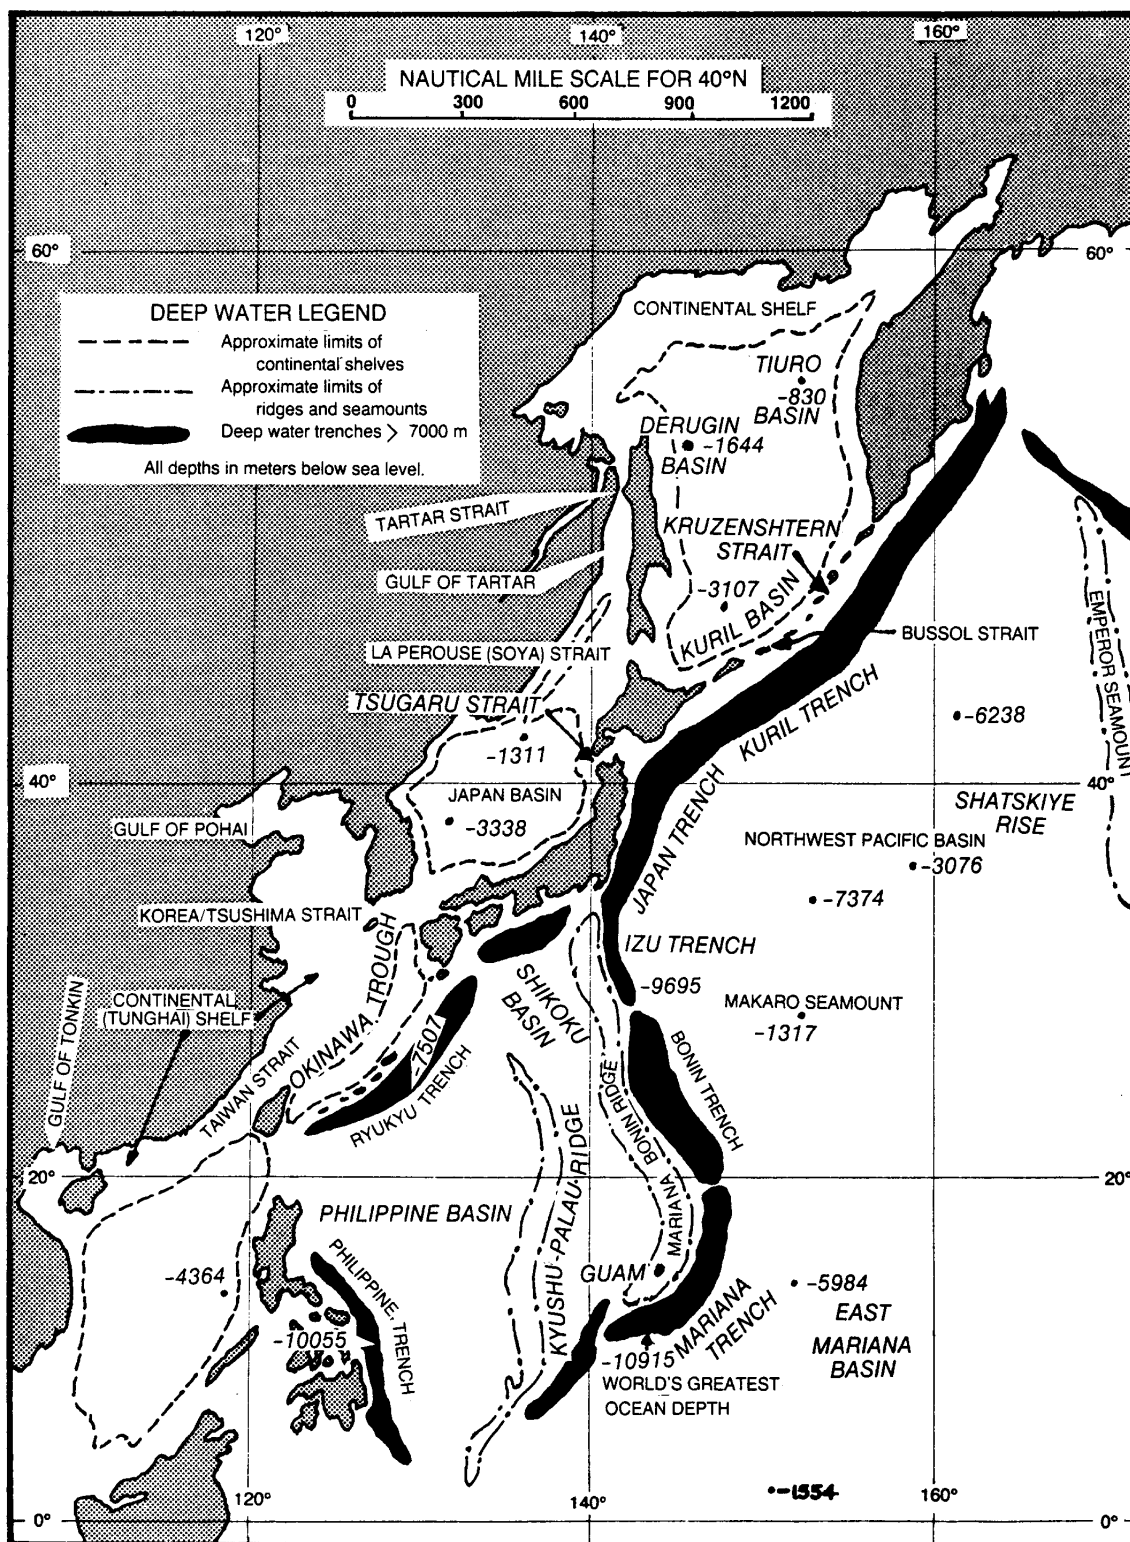 120°
140°
160°
NAUTICAL MILE SCALE FOR 40°N
0 300 600 900 1200
60°
60°
DEEP WATER LEGEND
Approximate limits of
continental shelves
Approximate limits of
ridges and seamounts
Deep water trenches > 7000 m
All depths in meters below sea level.
CONTINENTAL SHELF
TIURO
-830
BASIN
DERUGIN
-1644
BASIN
TARTAR STRAIT
KRUZENSHTERN
STRAIT
GULF OF TARTAR
-3107
KURIL BASIN
EMPEROR SEAMOUNT
BUSSOL STRAIT
LA PEROUSE (SOYA) STRAIT
TSUGARU STRAIT
KURIL TRENCH
-6238
-1311
40°
40°
JAPAN BASIN
SHATSKIYE
RISE
-3338
GULF OF POHAI
JAPAN TRENCH
NORTHWEST PACIFIC BASIN
-3076
-7374
KOREA/TSUSHIMA STRAIT
IZU TRENCH
-9695
MAKARO SEAMOUNT
-1317
SHIKOKU
BASIN
CONTINENTAL
(TUNGHAI) SHELF
GULF OF TONKIN
OKINAWA TROUGH
-7507
TAIWAN STRAIT
RYUKYU TRENCH
BONIN TRENCH
MARIANA BONIN RIDGE
20°
20°
PHILIPPINE BASIN
KYUSHU-PALAU RIDGE
PHILIPPINE, TRENCH
-4364
GUAM
-5984
EAST
MARIANA
BASIN
MARIANA
TRENCH
-10055
-10915
WORLD'S GREATEST
OCEAN DEPTH
-1554
120°
140°
160°
0°
0°